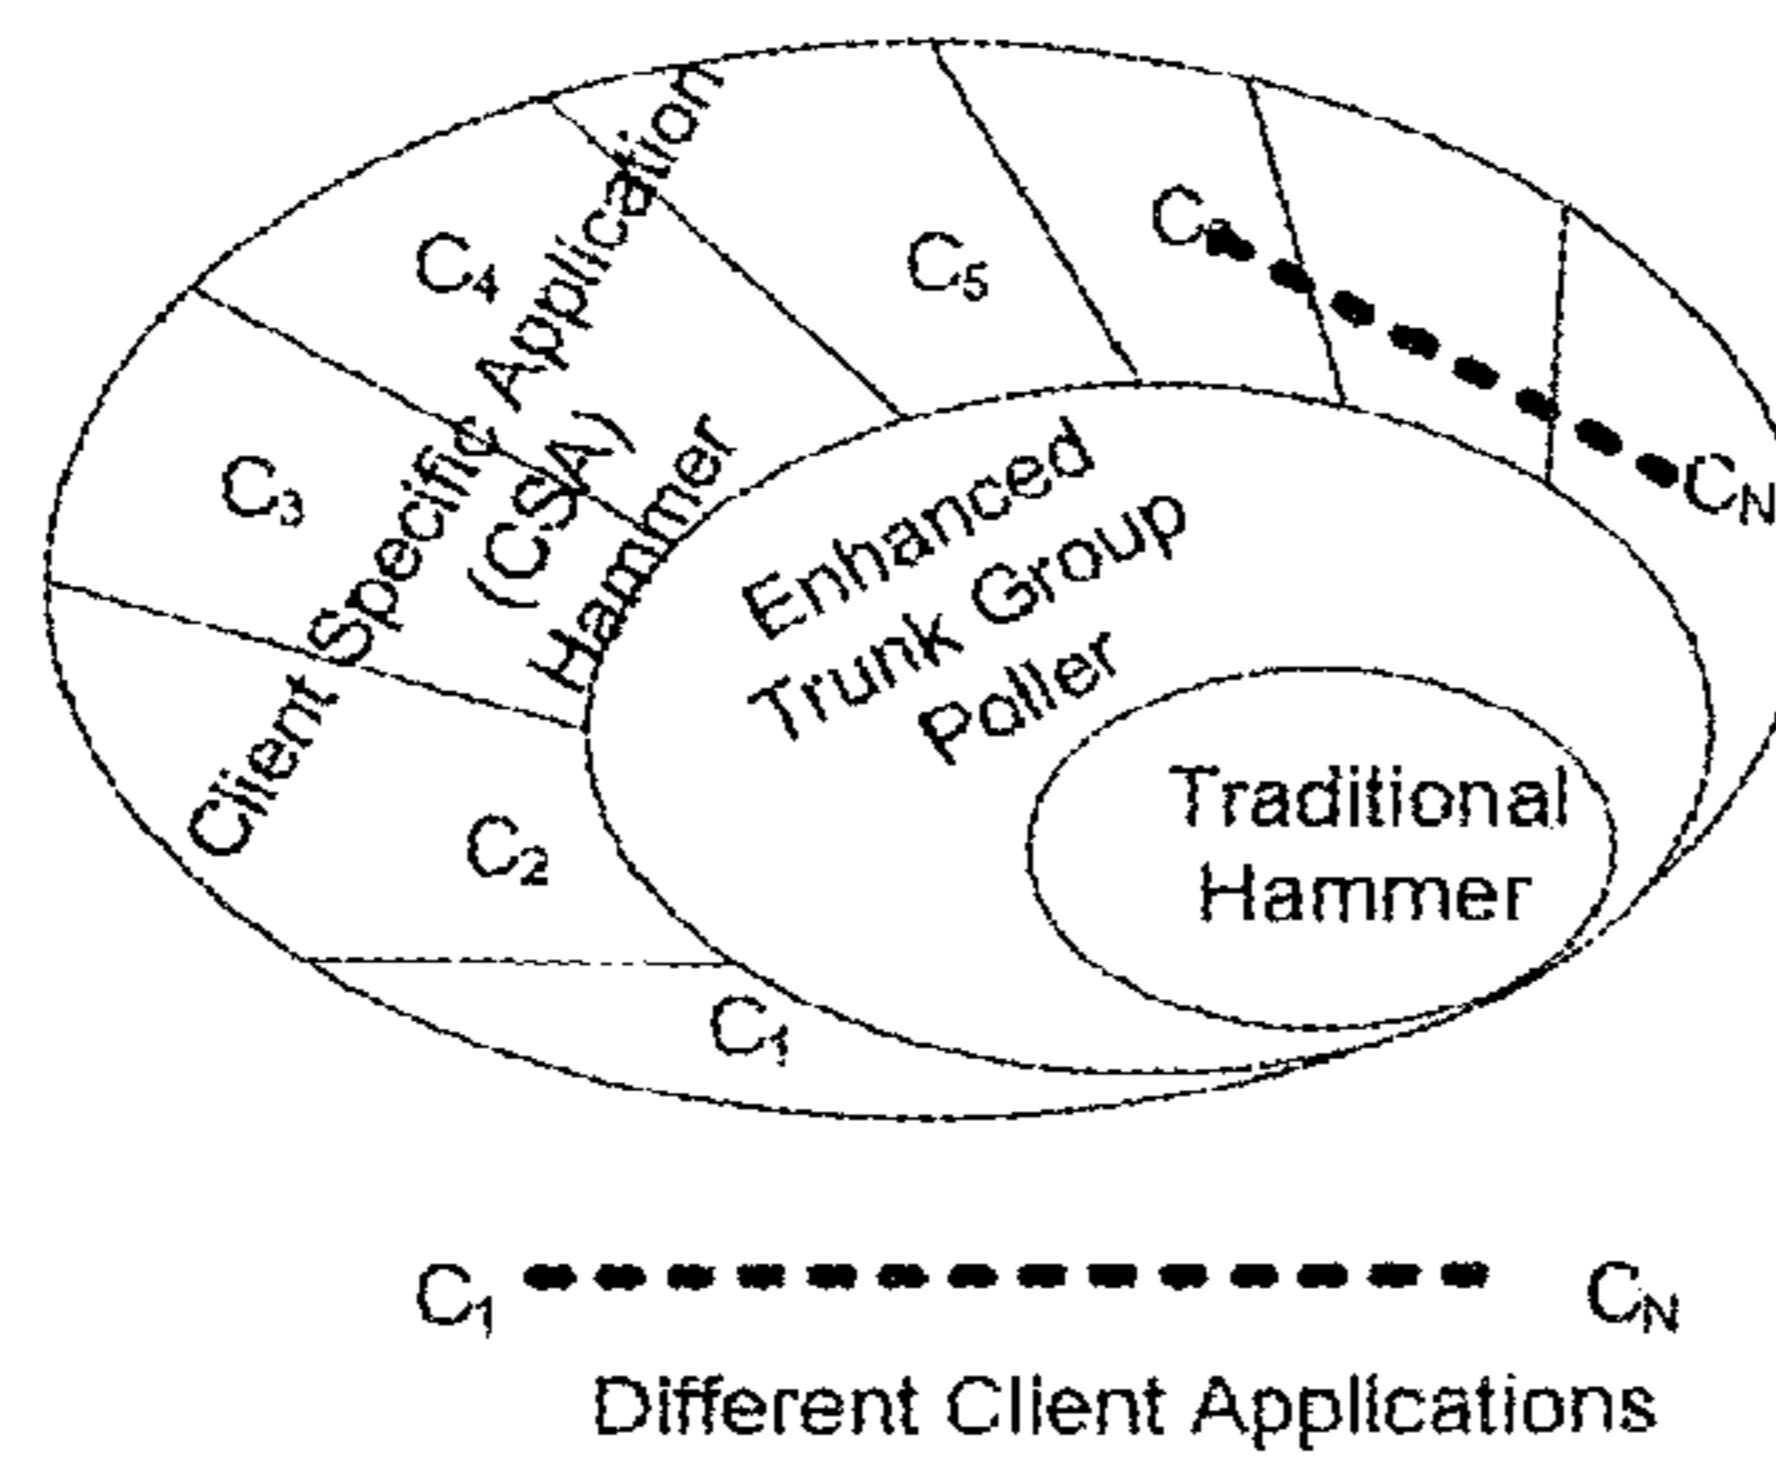 Client Specific Application
(CSA)
Hammer
Enhanced
Trunk Group
Poller
Traditional
Hammer
C1
C2
C3
C4
C5
C
CN
C1 CN
Different Client Applications